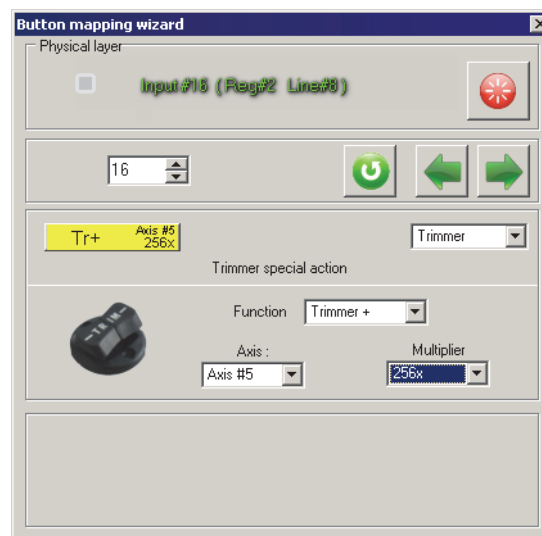 Button mapping wizard
Physical layer
Input#16 (Reg#2 Line#8)
16
Tr+ Axis #5
256x
Trimmer
Trimmer special action
-TRIM-
Function Trimmer +
Axis : Multiplier
Axis #5 256x